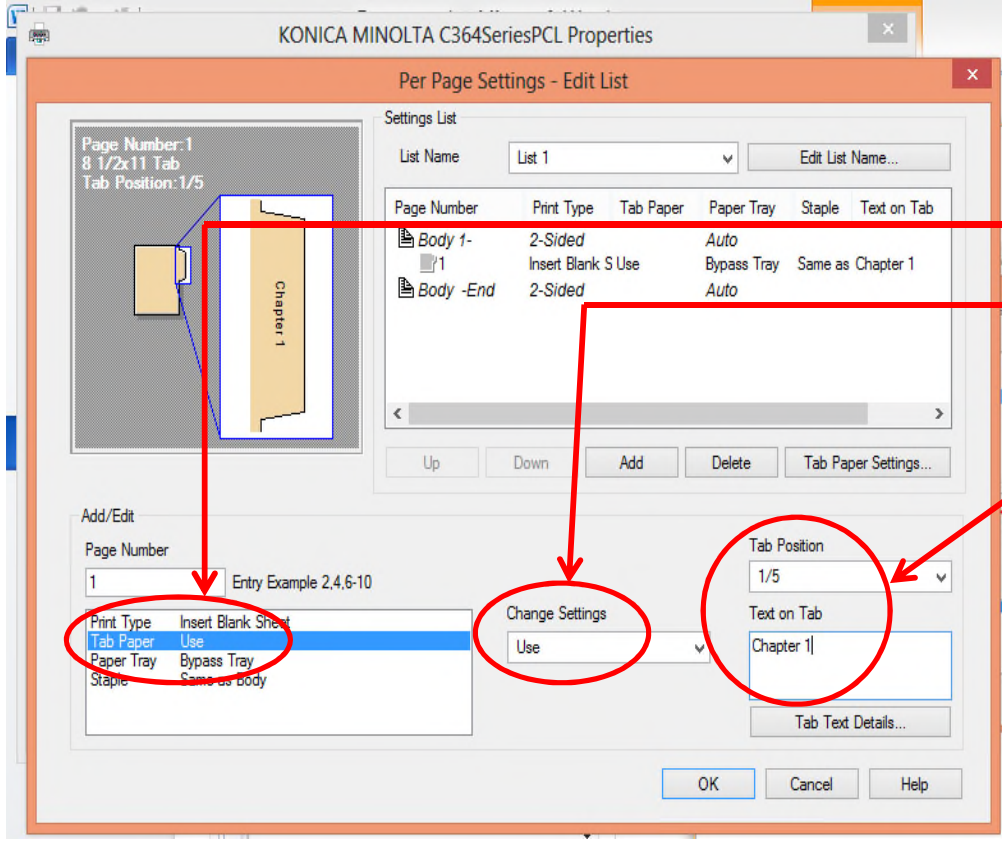 KONICA MINOLTA C364SeriesPCL Properties
Per Page Settings - Edit List
Page Number:1
8 1/2x11 Tab
Tab Position:1/5
Chapter 1
Settings List
List Name List 1 Edit List Name...
Page Number Print Type Tab Paper Paper Tray Staple Text on Tab
Body 1- 2-Sided Auto
1 Insert Blank S Use Bypass Tray Same as Chapter 1
Body -End 2-Sided Auto
Up Down Add Delete Tab Paper Settings...
Add/Edit
Page Number
1 Entry Example 2,4,6-10
Print Type Insert Blank Sheet
Tab Paper Use
Paper Tray Bypass Tray
Staple Same as Body
Change Settings
Use
Tab Position
1/5
Text on Tab
Chapter 1
Tab Text Details...
OK Cancel Help